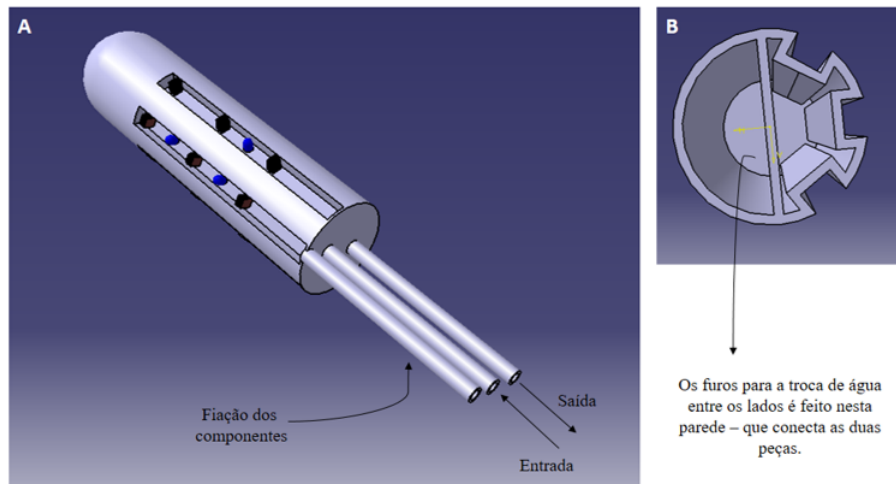 A
B
Fiação dos
componentes
Saída
Entrada
Os furos para a troca de água
entre os lados é feito nesta
parede – que conecta as duas
peças.